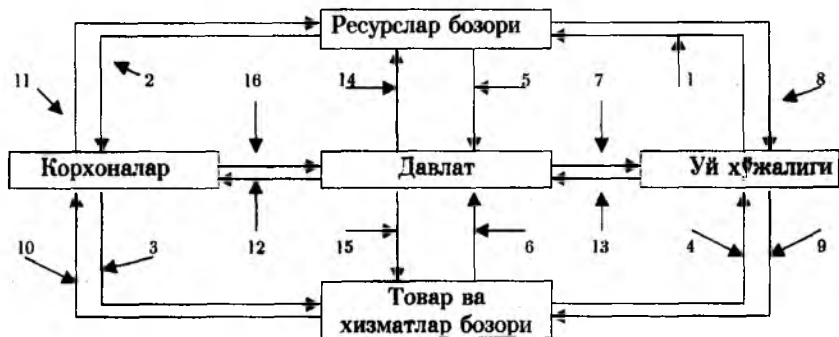 Ресурслар бозори
11
2
16
14
5
7
1
8
Корхоналар
Давлат
Уй хўжалиги
10
3
12
15
6
13
4
9
Товар ва
хизматлар бозори